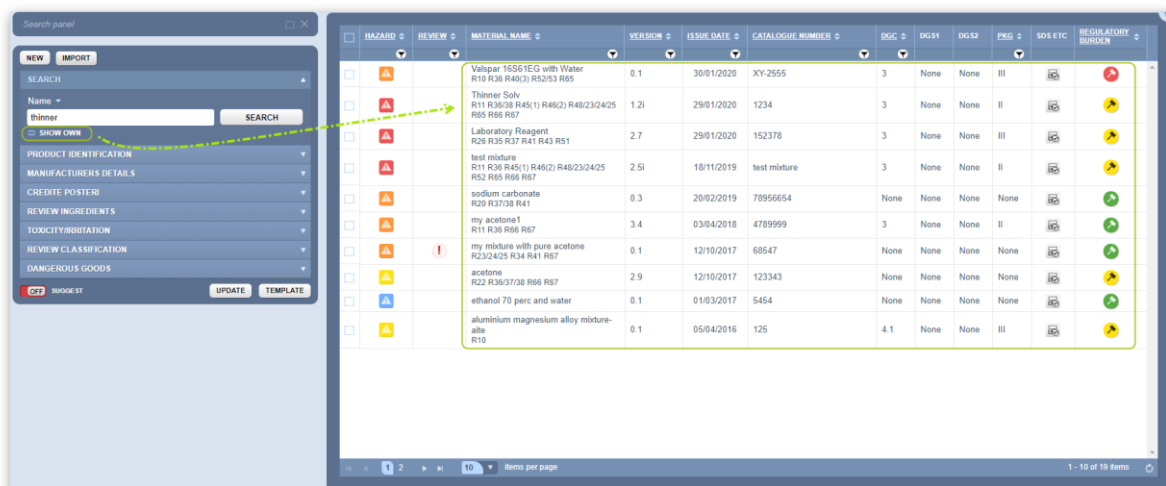 Search panel
NEW IMPORT
SEARCH
Name
thinner SEARCH
SHOW OWN
PRODUCT IDENTIFICATION
MANUFACTURERS DETAILS
CREDITE POSTERI
REVIEW INGREDIENTS
TOXICITY/IRRITATION
REVIEW CLASSIFICATION
DANGEROUS GOODS
OFF SUGGEST UPDATE TEMPLATE
HAZARD REVIEW MATERIAL NAME VERSION ISSUE DATE CATALOGUE NUMBER DGC DGS1 DGS2 PKG SDS ETC REGULATORY
BURDEN
Valspar 16S61EG with Water
R10 R36 R40(3) R52/53 R65
0.1 30/01/2020 XY-2555 3 None None III
Thinner Solv
R11 R36/38 R45(1) R46(2) R48/23/24/25
R65 R66 R67
1.2i 29/01/2020 1234 3 None None II
Laboratory Reagent
R26 R35 R37 R41 R43 R51
2.7 29/01/2020 152378 3 None None III
test mixture
R11 R36 R45(1) R46(2) R48/23/24/25
R52 R65 R66 R67
2.5i 18/11/2019 test mixture 3 None None II
sodium carbonate
R20 R37/38 R41
0.3 20/02/2019 78956654 None None None None
my acetone1
R11 R36 R66 R67
3.4 03/04/2018 4789999 3 None None II
my mixture with pure acetone
R23/24/25 R34 R41 R67
0.1 12/10/2017 68547 None None None None
acetone
R22 R36/37/38 R66 R67
2.9 12/10/2017 123343 None None None None
ethanol 70 perc and water 0.1 01/03/2017 5454 None None None None
aluminium magnesium alloy mixture-
aite
R10
0.1 05/04/2016 125 4.1 None None III
1 2 10 items per page 1 - 10 of 19 items